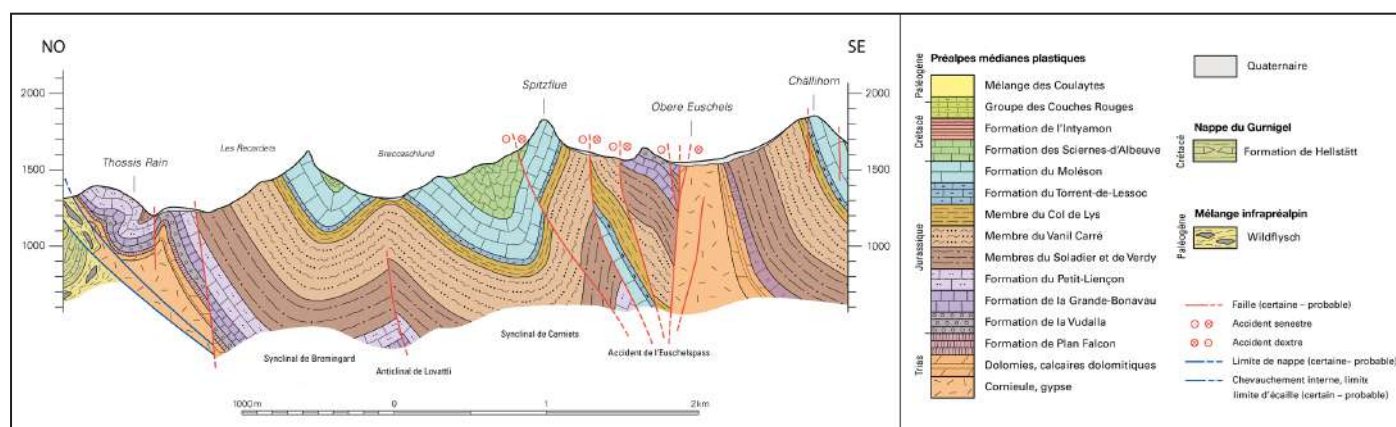 NO
SE
2000
1500
1000
2000
1500
1000
Thossis Rain
Les Recardets
Breccaschlund
Spitzflue
Obere Euschels
Chällihorn
Synclinal de Bremingard
Anticlinal de Lovattli
Synclinal de Carniets
Accident de l'Euschelspass
1000m
0
1
2km
Préalpes médianes plastiques
Paléogène
Crétacé
Jurassique
Trias
Mélange des Coulaytes
Groupe des Couches Rouges
Formation de l'Intyamon
Formation des Sciernes-d'Albeuve
Formation du Moléson
Formation du Torrent-de-Lessoc
Membre du Col de Lys
Membre du Vanil Carré
Membres du Soladier et de Verdy
Formation du Petit-Liençon
Formation de la Grande-Bonavau
Formation de la Vudalla
Formation de Plan Falcon
Dolomies, calcaires dolomitiques
Cornieule, gypse
Quaternaire
Nappe du Gurnigel
Crétacé
Formation de Hellstätt
Mélange infrapréalpin
Paléogène
Wildflysch
Faille (certaine – probable)
Accident senestre
Accident dextre
Limite de nappe (certaine– probable)
Chevauchement interne, limite
limite d'écaille (certain – probable)